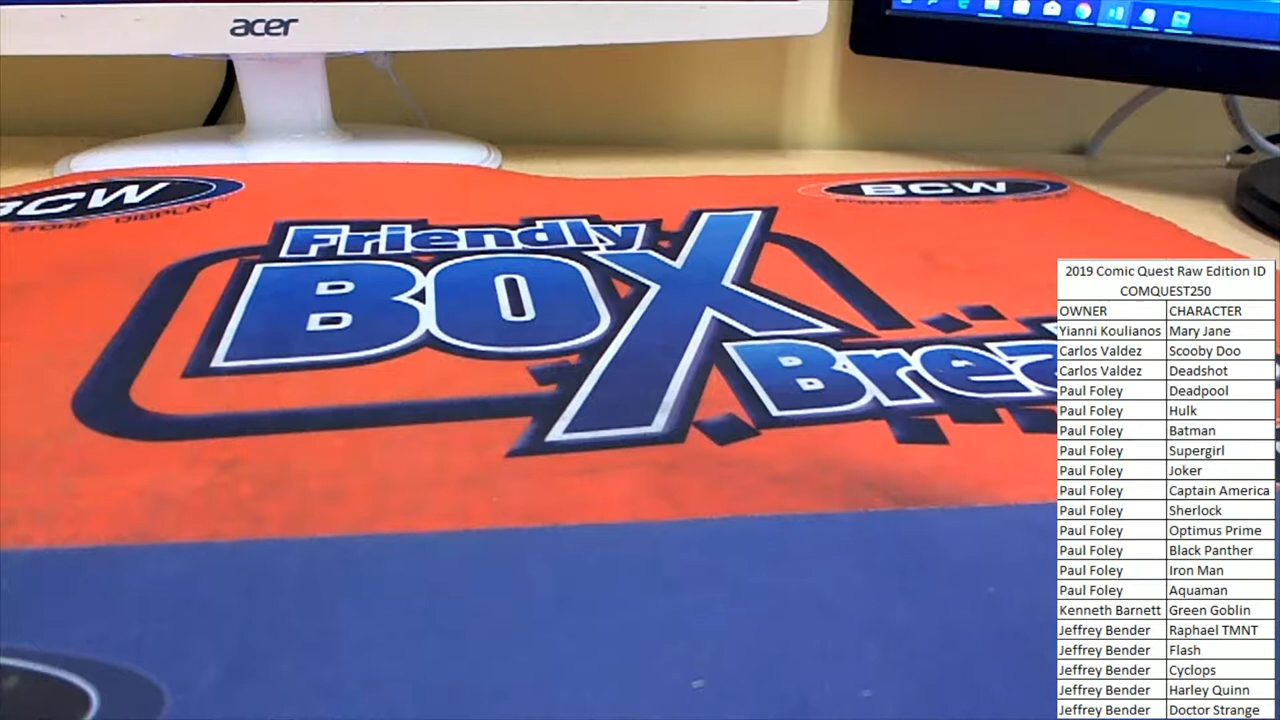 acer
BCW
STORE DISPLAY
BCW
Friendly
BOX
Brea
2019 Comic Quest Raw Edition ID
COMQUEST250
OWNER CHARACTER
Yianni Koulianos Mary Jane
Carlos Valdez Scooby Doo
Carlos Valdez Deadshot
Paul Foley Deadpool
Paul Foley Hulk
Paul Foley Batman
Paul Foley Supergirl
Paul Foley Joker
Paul Foley Captain America
Paul Foley Sherlock
Paul Foley Optimus Prime
Paul Foley Black Panther
Paul Foley Iron Man
Paul Foley Aquaman
Kenneth Barnett Green Goblin
Jeffrey Bender Raphael TMNT
Jeffrey Bender Flash
Jeffrey Bender Cyclops
Jeffrey Bender Harley Quinn
Jeffrey Bender Doctor Strange